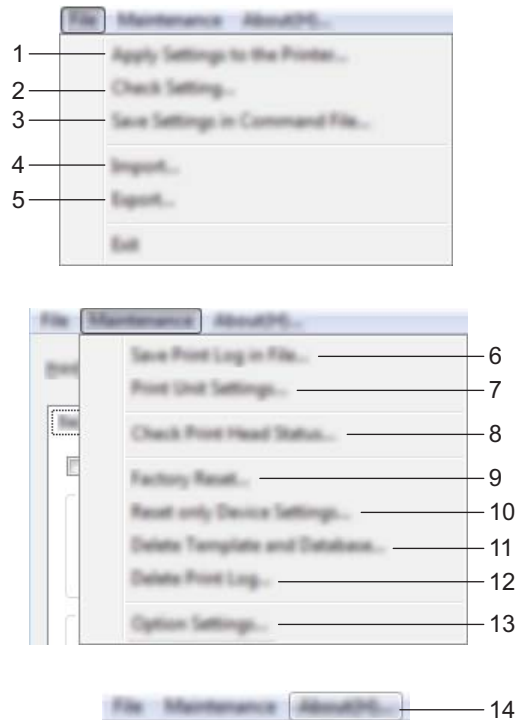 File Maintenance About(H)...
1 Apply Settings to the Printer...
2 Check Setting...
3 Save Settings in Command File...
4 Import...
5 Export...
Exit
File Maintenance About(H)...
Save Print Log in File... 6
Print Unit Settings... 7
Check Print Head Status... 8
Factory Reset... 9
Reset only Device Settings... 10
Delete Template and Database... 11
Delete Print Log... 12
Option Settings... 13
File Maintenance About(H)... 14